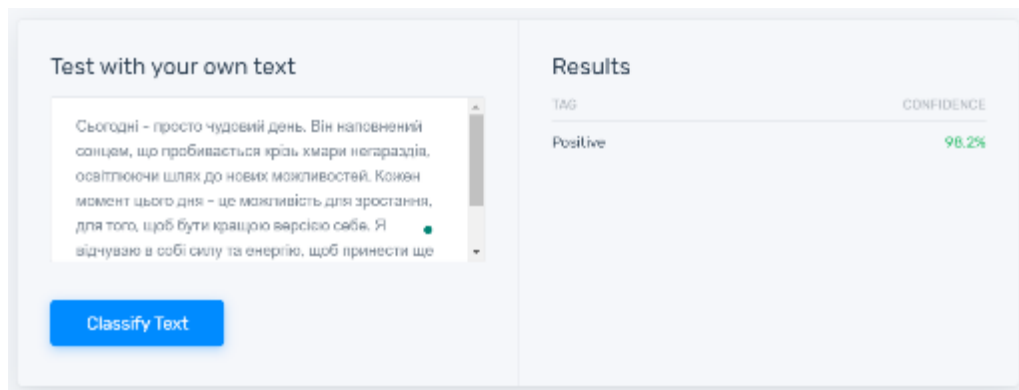 Test with your own text
Сьогодні – просто чудовий день. Він наповнений
сонцем, що пробивається крізь хмари негараздів,
освітлюючи шлях до нових можливостей. Кожен
момент цього дня – це можливість для зростання,
для того, щоб бути кращою версією себе. Я
відчуваю в собі силу та енергію, щоб принести ще
Classify Text
Results
TAG CONFIDENCE
Positive 98.2%